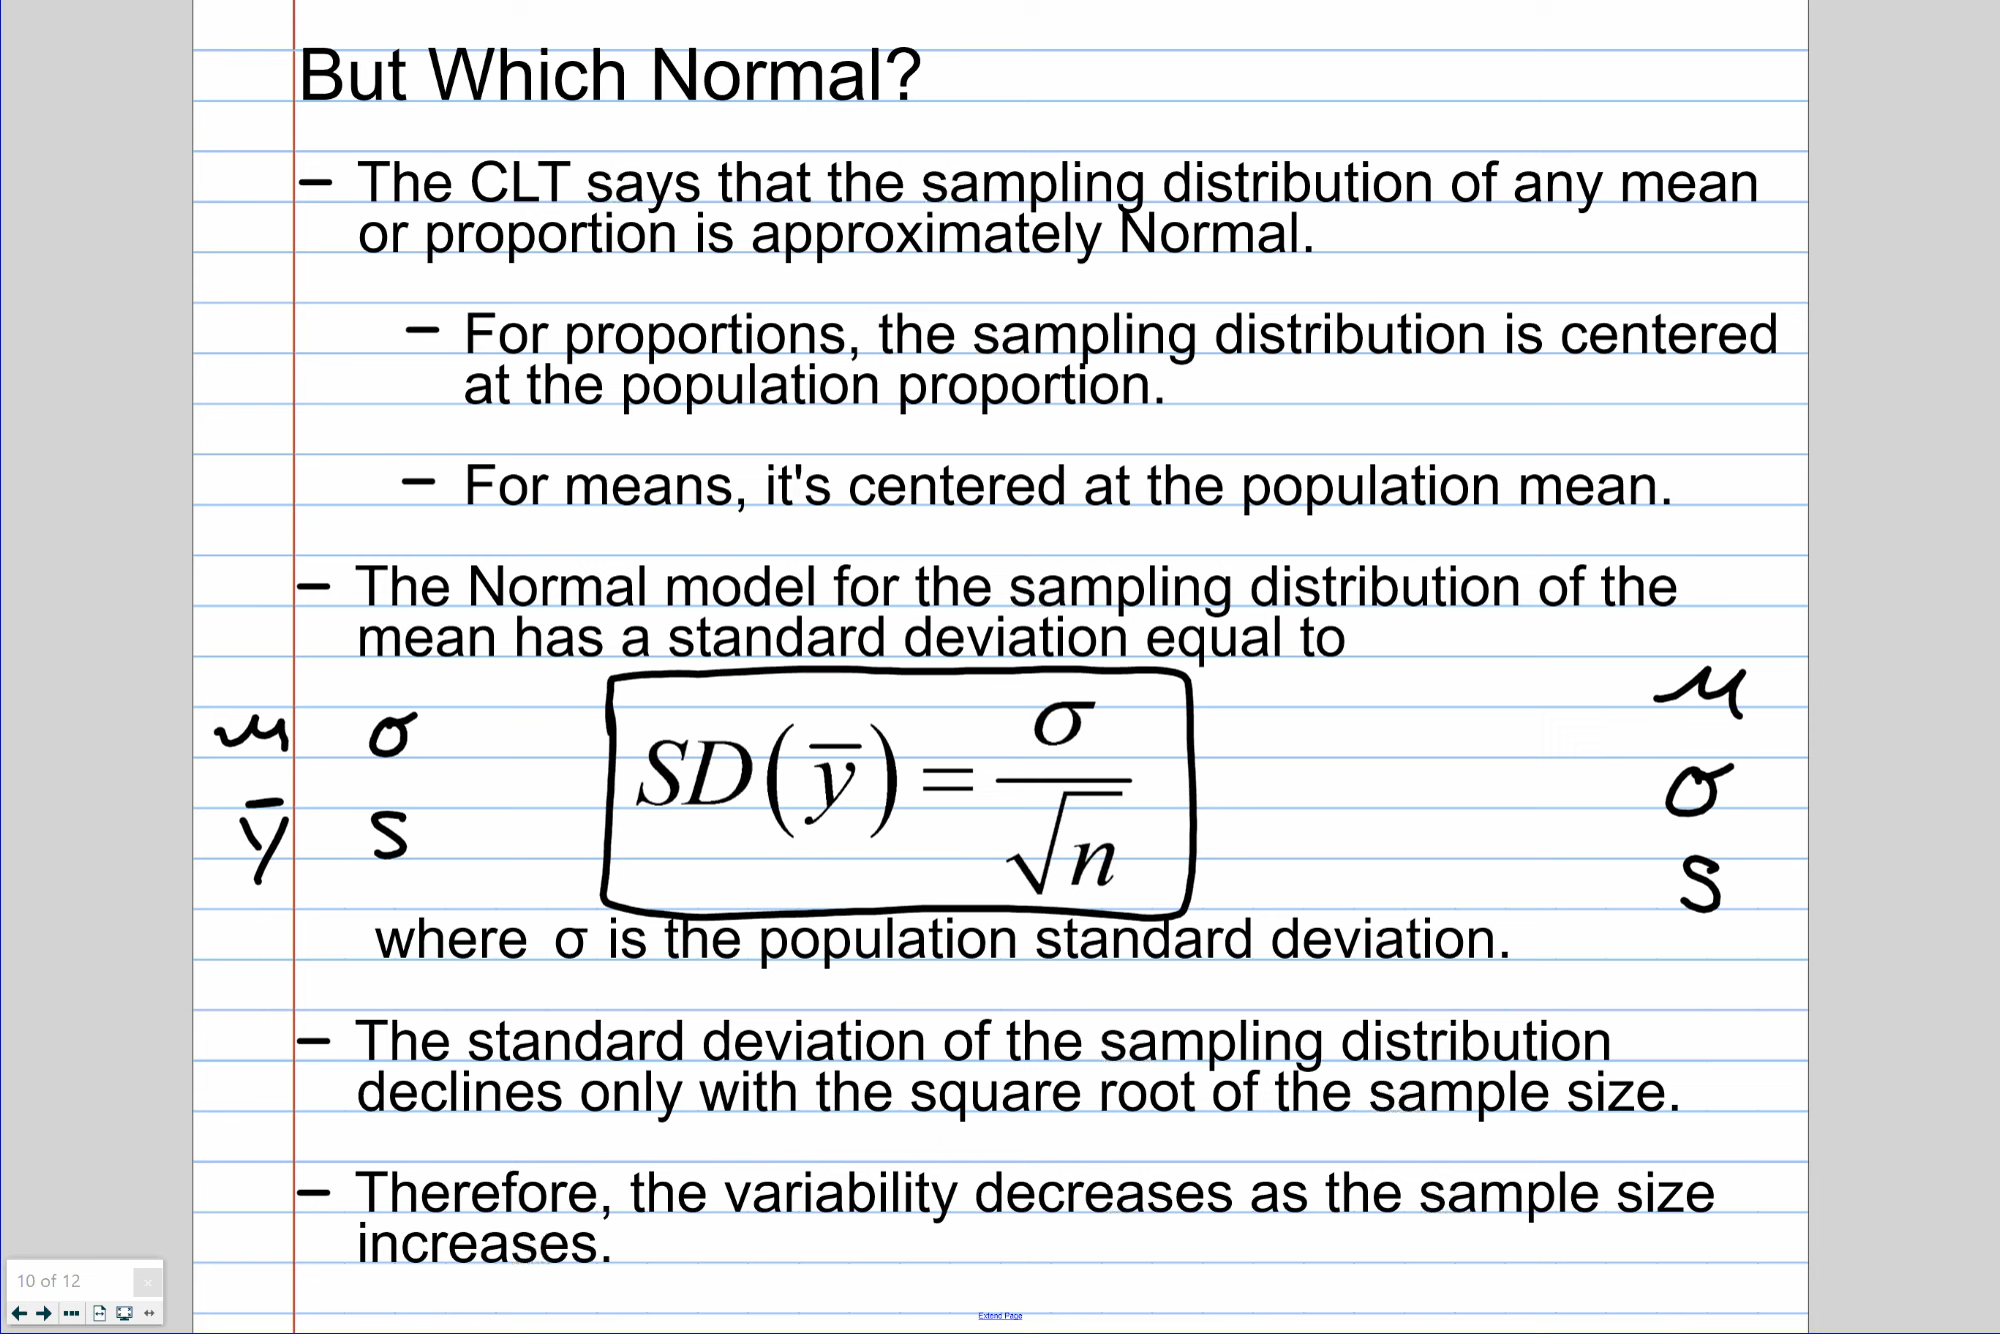 But Which Normal?
– The CLT says that the sampling distribution of any mean
or proportion is approximately Normal.
– For proportions, the sampling distribution is centered
at the population proportion.
– For means, it's centered at the population mean.
– The Normal model for the sampling distribution of the
mean has a standard deviation equal to
μ σ
ȳ s
SD(ȳ) = σ/√n
μ
σ
s
where σ is the population standard deviation.
– The standard deviation of the sampling distribution
declines only with the square root of the sample size.
– Therefore, the variability decreases as the sample size
increases.
10 of 12
Extend Page